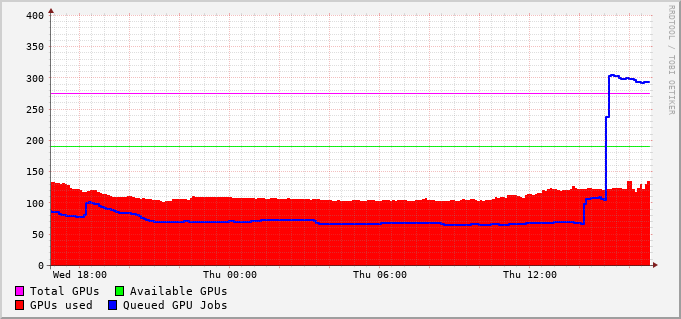 400
350
300
250
200
150
100
50
0
Wed 18:00 Thu 00:00 Thu 06:00 Thu 12:00
Total GPUs Available GPUs
GPUs used Queued GPU Jobs
RRDTOOL / TOBI OETIKER